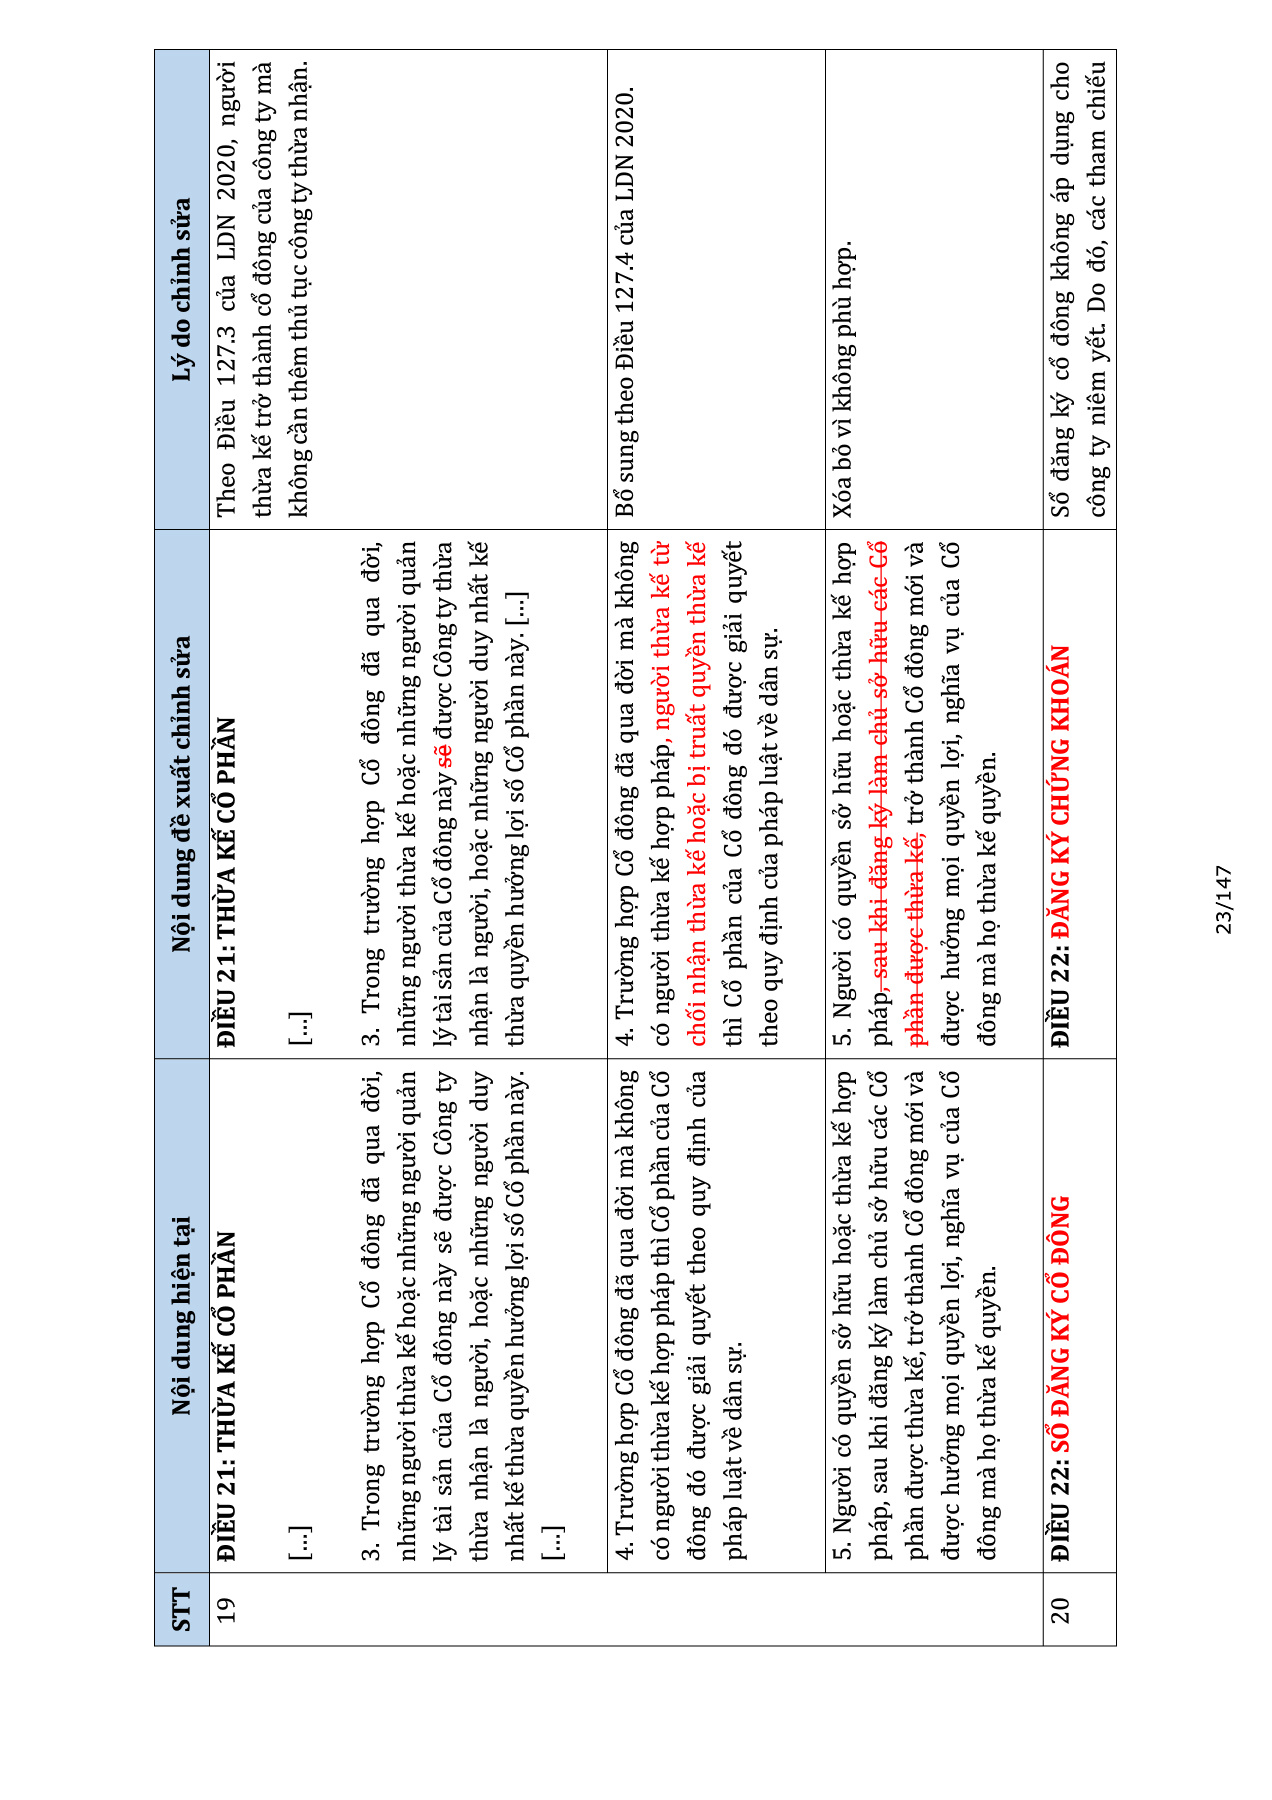 STT
Nội dung hiện tại
Nội dung đề xuất chỉnh sửa
Lý do chỉnh sửa
19
ĐIỀU 21: THỪA KẾ CỔ PHẦN
[...]
3. Trong trường hợp Cổ đông đã qua đời,
những người thừa kế hoặc những người quản
lý tài sản của Cổ đông này sẽ được Công ty
thừa nhận là người, hoặc những người duy
nhất kế thừa quyền hưởng lợi số Cổ phần này.
[...]
ĐIỀU 21: THỪA KẾ CỔ PHẦN
[...]
3. Trong trường hợp Cổ đông đã qua đời,
những người thừa kế hoặc những người quản
lý tài sản của Cổ đông này sẽ được Công ty thừa
nhận là người, hoặc những người duy nhất kế
thừa quyền hưởng lợi số Cổ phần này. [...]
Theo Điều 127.3 của LDN 2020, người
thừa kế trở thành cổ đông của công ty mà
không cần thêm thủ tục công ty thừa nhận.
4. Trường hợp Cổ đông đã qua đời mà không
có người thừa kế hợp pháp thì Cổ phần của Cổ
đông đó được giải quyết theo quy định của
pháp luật về dân sự.
4. Trường hợp Cổ đông đã qua đời mà không
có người thừa kế hợp pháp, người thừa kế từ
chối nhận thừa kế hoặc bị truất quyền thừa kế
thì Cổ phần của Cổ đông đó được giải quyết
theo quy định của pháp luật về dân sự.
Bổ sung theo Điều 127.4 của LDN 2020.
5. Người có quyền sở hữu hoặc thừa kế hợp
pháp, sau khi đăng ký làm chủ sở hữu các Cổ
phần được thừa kế, trở thành Cổ đông mới và
được hưởng mọi quyền lợi, nghĩa vụ của Cổ
đông mà họ thừa kế quyền.
5. Người có quyền sở hữu hoặc thừa kế hợp
pháp, sau khi đăng ký làm chủ sở hữu các Cổ
phần được thừa kế, trở thành Cổ đông mới và
được hưởng mọi quyền lợi, nghĩa vụ của Cổ
đông mà họ thừa kế quyền.
Xóa bỏ vì không phù hợp.
20
ĐIỀU 22: SỔ ĐĂNG KÝ CỔ ĐÔNG
ĐIỀU 22: ĐĂNG KÝ CHỨNG KHOÁN
Sổ đăng ký cổ đông không áp dụng cho
công ty niêm yết. Do đó, các tham chiếu
23/147